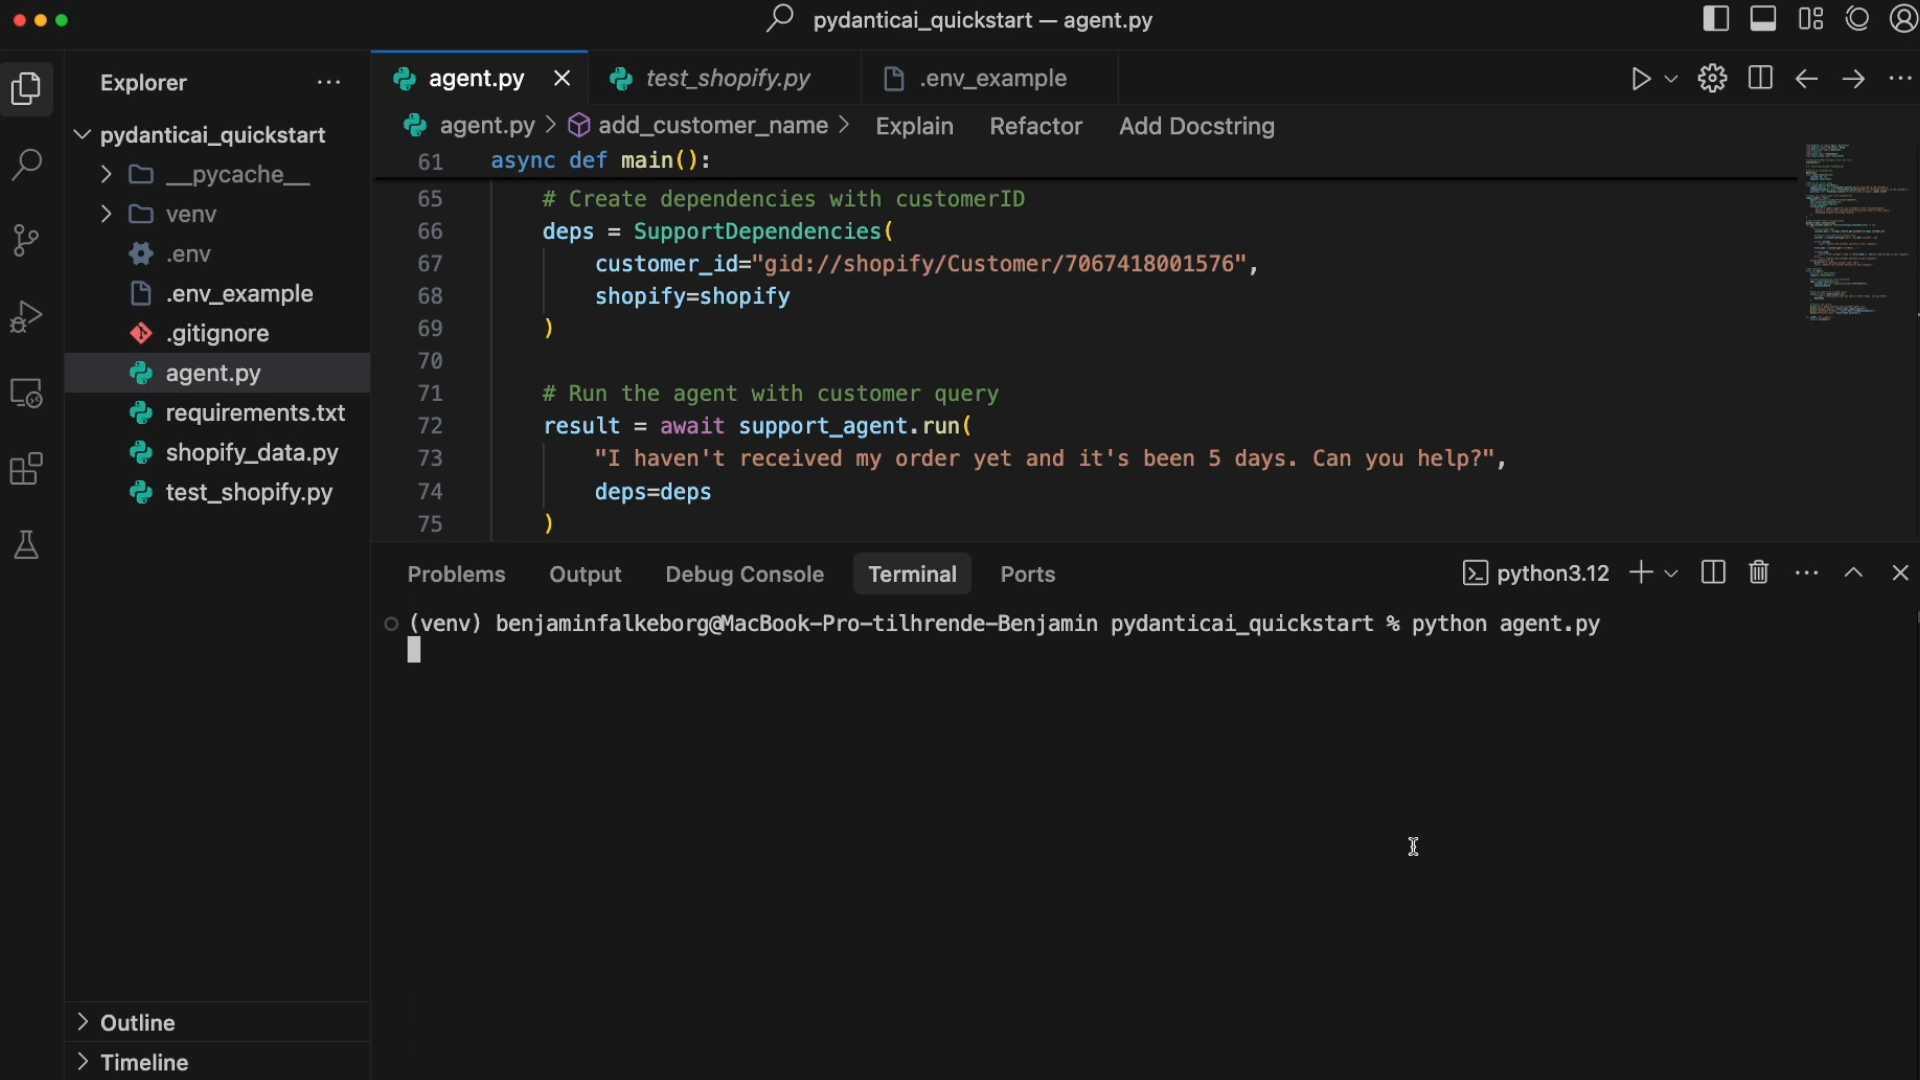 pydanticai_quickstart — agent.py
Explorer
agent.py
test_shopify.py
.env_example
agent.py > add_customer_name > Explain Refactor Add Docstring
pydanticai_quickstart
__pycache__
venv
.env
.env_example
.gitignore
agent.py
requirements.txt
shopify_data.py
test_shopify.py
Outline
Timeline
61 async def main():
65 # Create dependencies with customerID
66 deps = SupportDependencies(
67 customer_id="gid://shopify/Customer/7067418001576",
68 shopify=shopify
69 )
70
71 # Run the agent with customer query
72 result = await support_agent.run(
73 "I haven't received my order yet and it's been 5 days. Can you help?",
74 deps=deps
75 )
Problems Output Debug Console Terminal Ports
python3.12
(venv) benjaminfalkeborg@MacBook-Pro-tilhrende-Benjamin pydanticai_quickstart % python agent.py